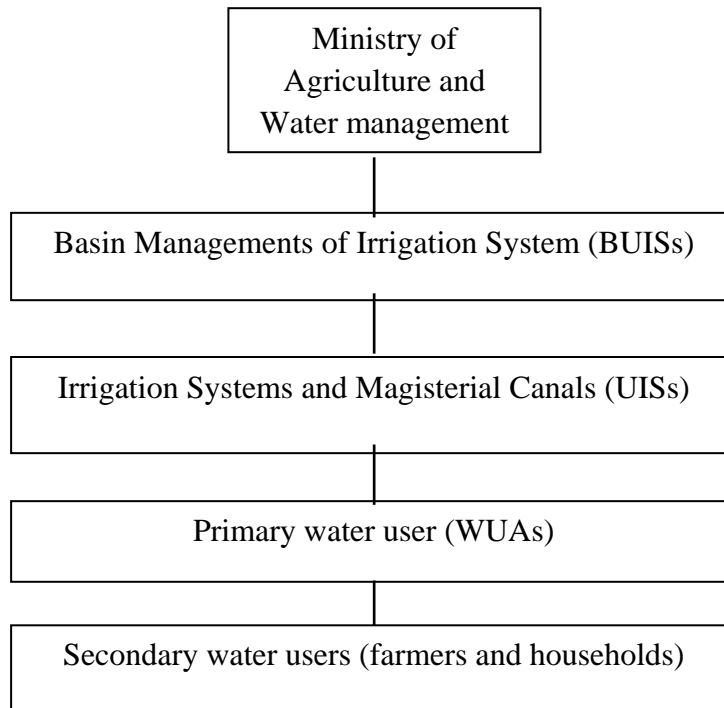 Ministry of
Agriculture and
Water management
Basin Managements of Irrigation System (BUISs)
Irrigation Systems and Magisterial Canals (UISs)
Primary water user (WUAs)
Secondary water users (farmers and households)